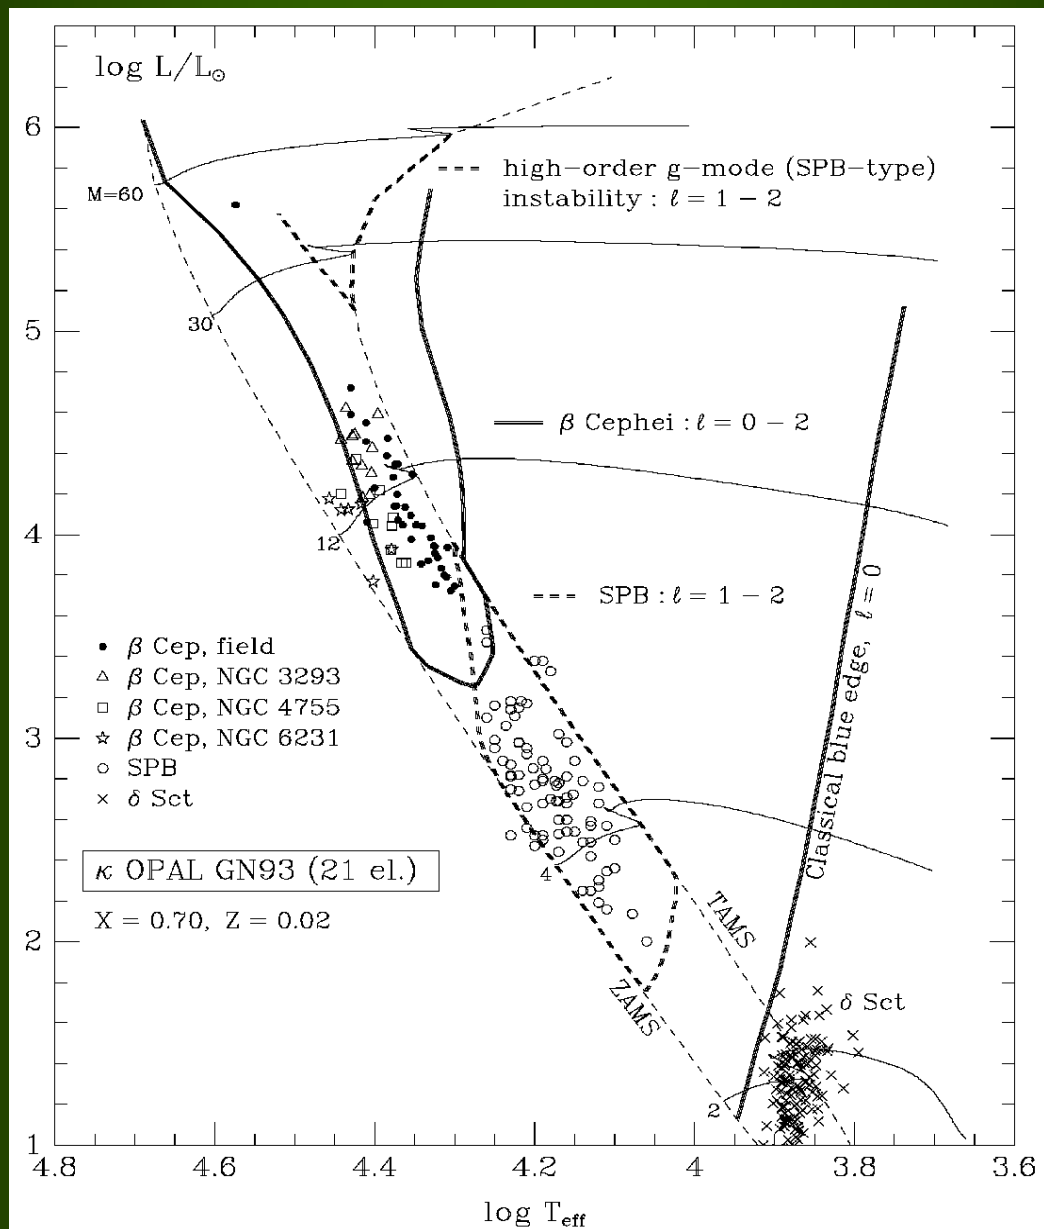 log L/L⊙
6
5
4
3
2
1
M=60
30
12
4
2
high-order g-mode (SPB-type)
instability : ℓ = 1 - 2
β Cephei : ℓ = 0 - 2
SPB : ℓ = 1 - 2
β Cep, field
β Cep, NGC 3293
β Cep, NGC 4755
β Cep, NGC 6231
SPB
δ Sct
κ OPAL GN93 (21 el.)
X = 0.70, Z = 0.02
Classical blue edge, ℓ = 0
TAMS
ZAMS
δ Sct
4.8 4.6 4.4 4.2 4 3.8 3.6
log Teff